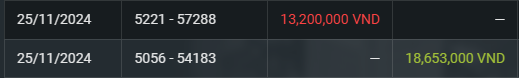 25/11/2024 5221 - 57288 13,200,000 VND —
25/11/2024 5056 - 54183 — 18,653,000 VND